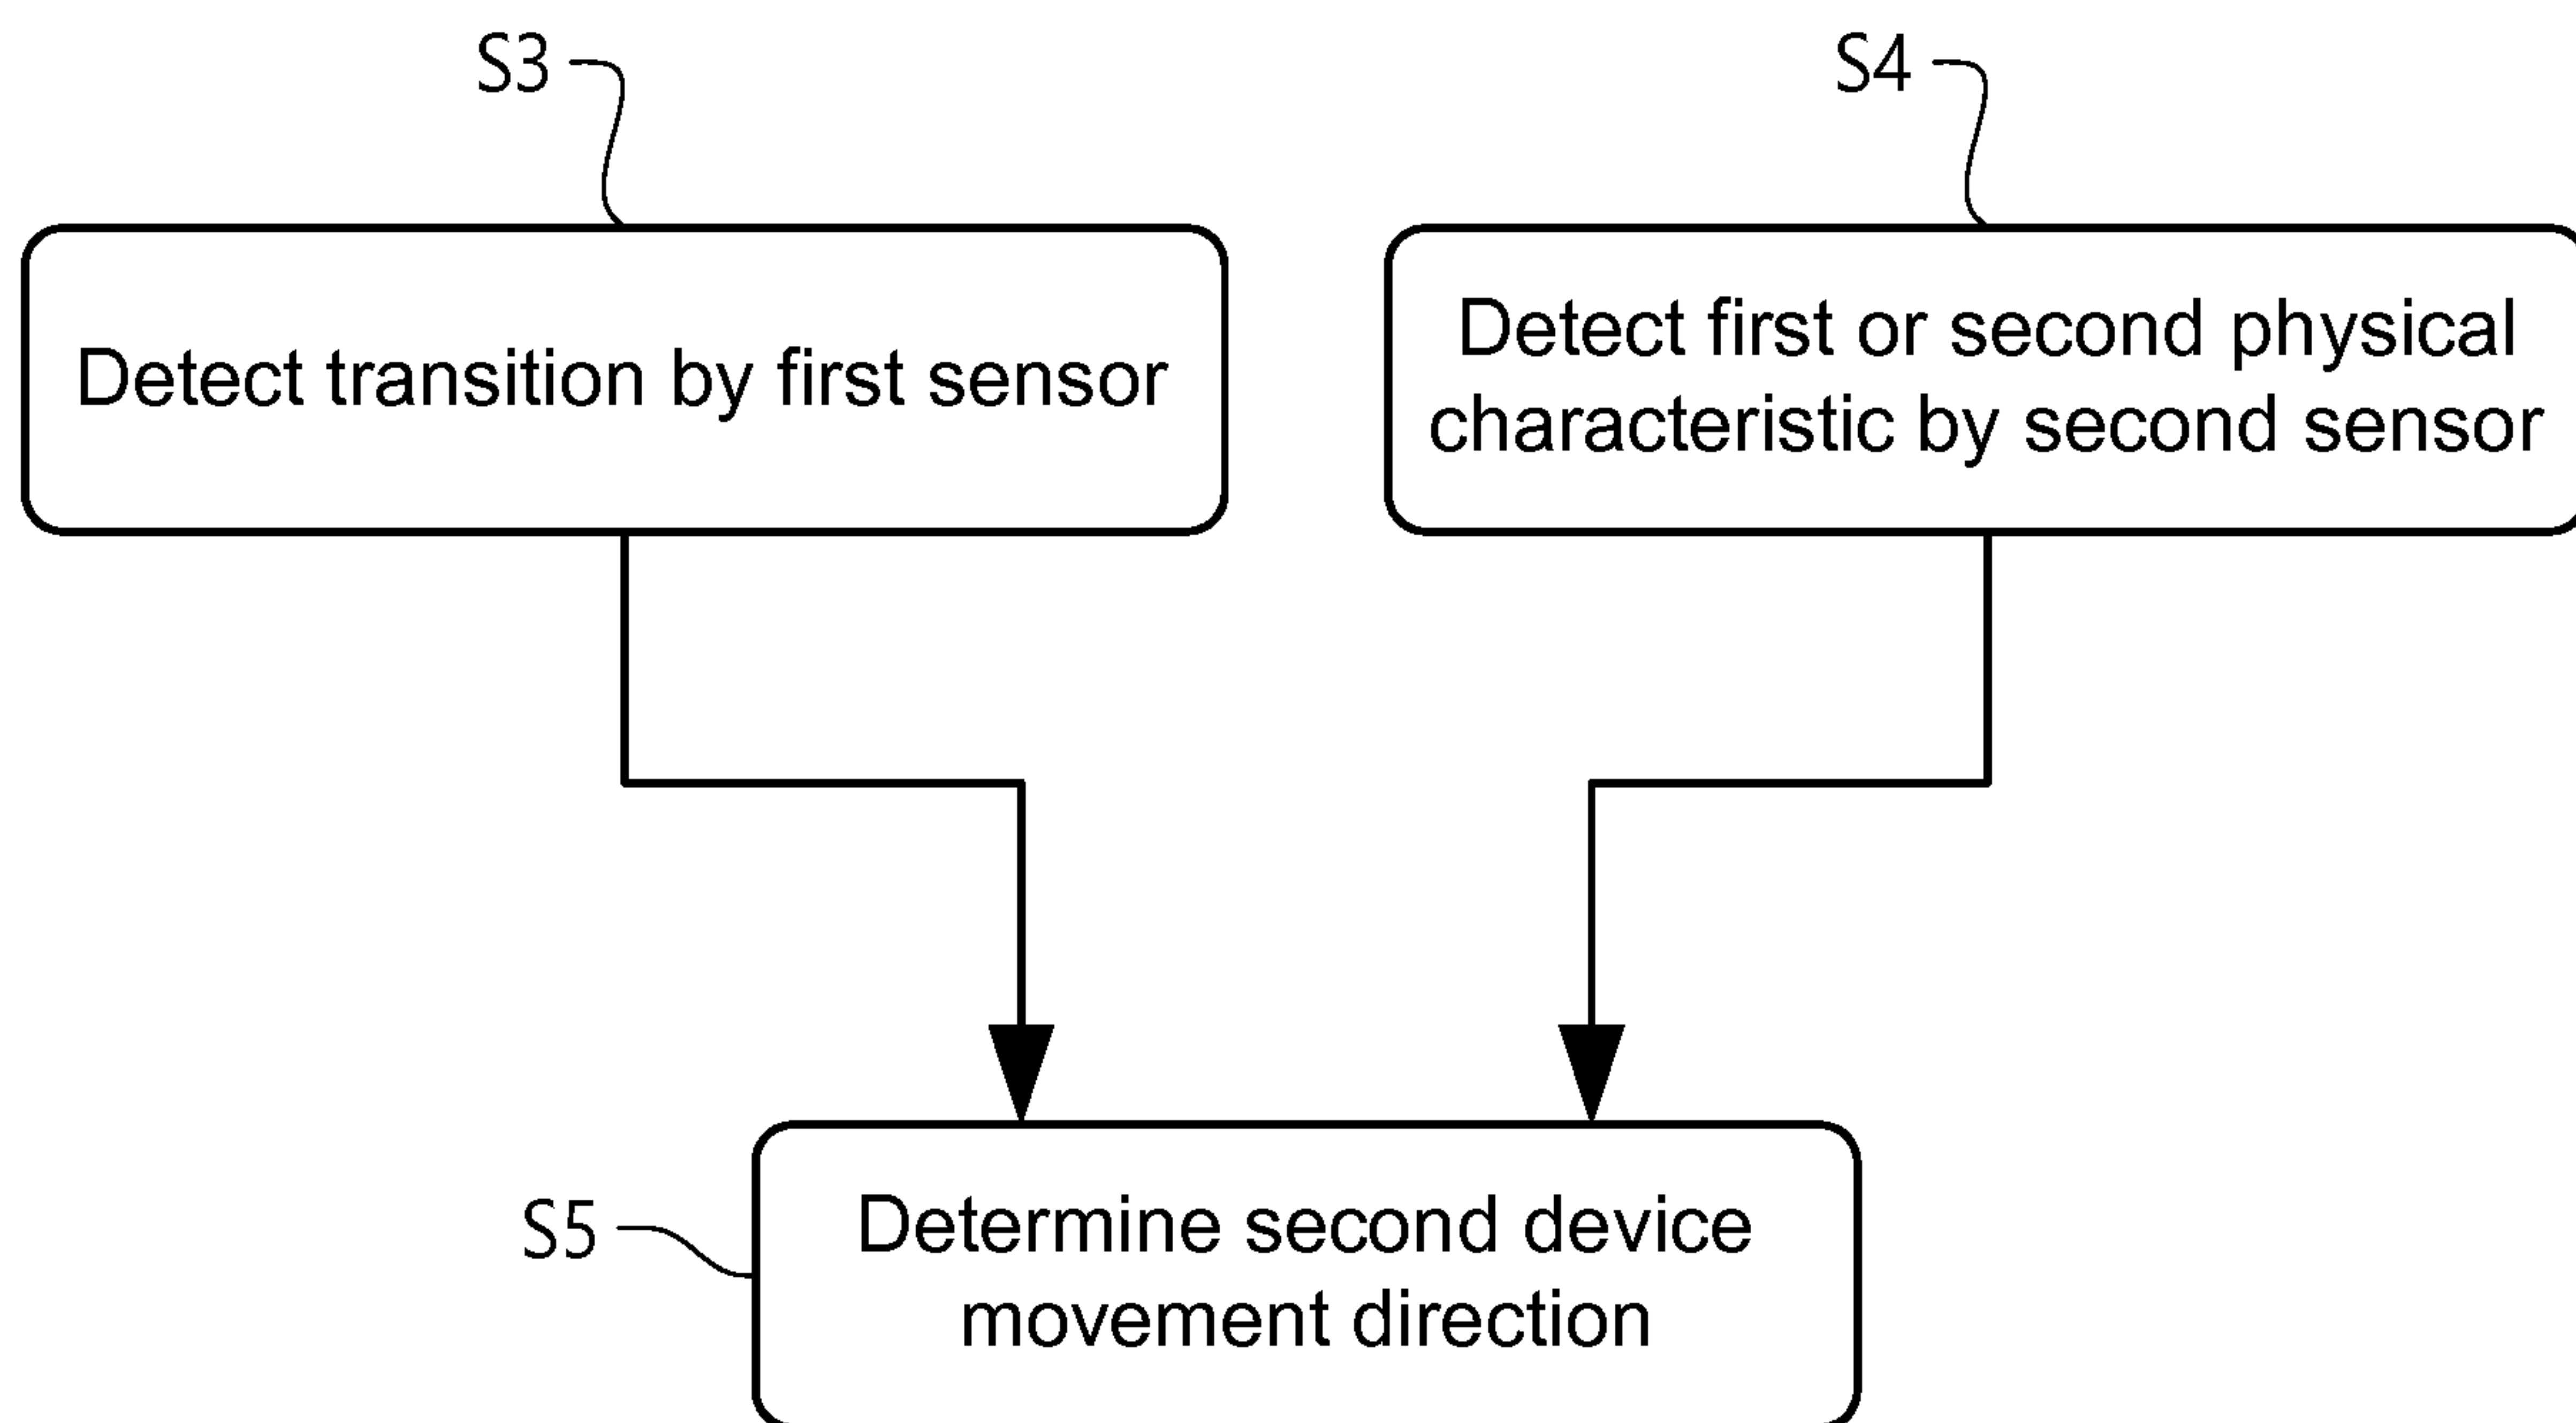 S3
S4
Detect transition by first sensor
Detect first or second physical
characteristic by second sensor
S5
Determine second device
movement direction